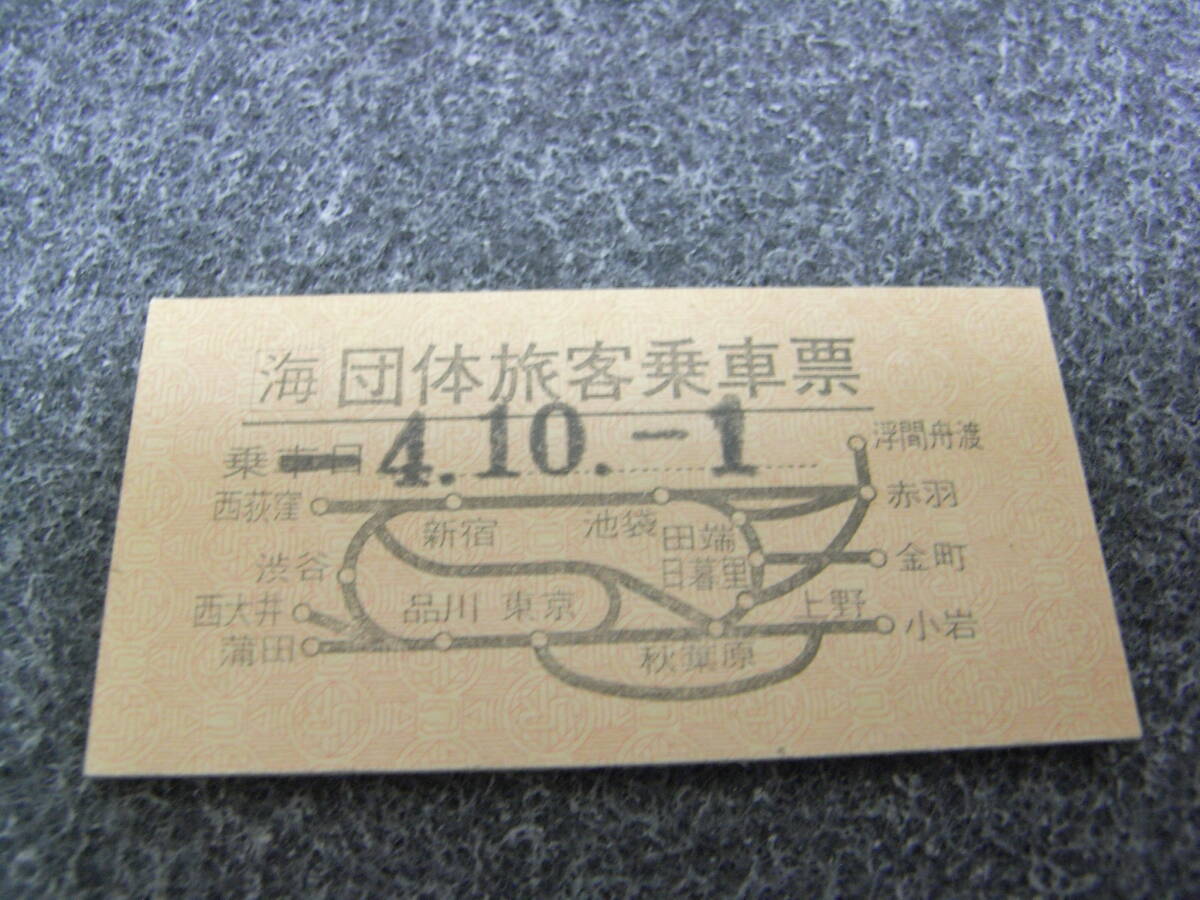 海 団体旅客乗車票
乗車日 4.10.-1
浮間舟渡
西荻窪 新宿 池袋 田端 赤羽
渋谷 日暮里 金町
西大井 品川 東京 上野
蒲田 秋葉原 小岩